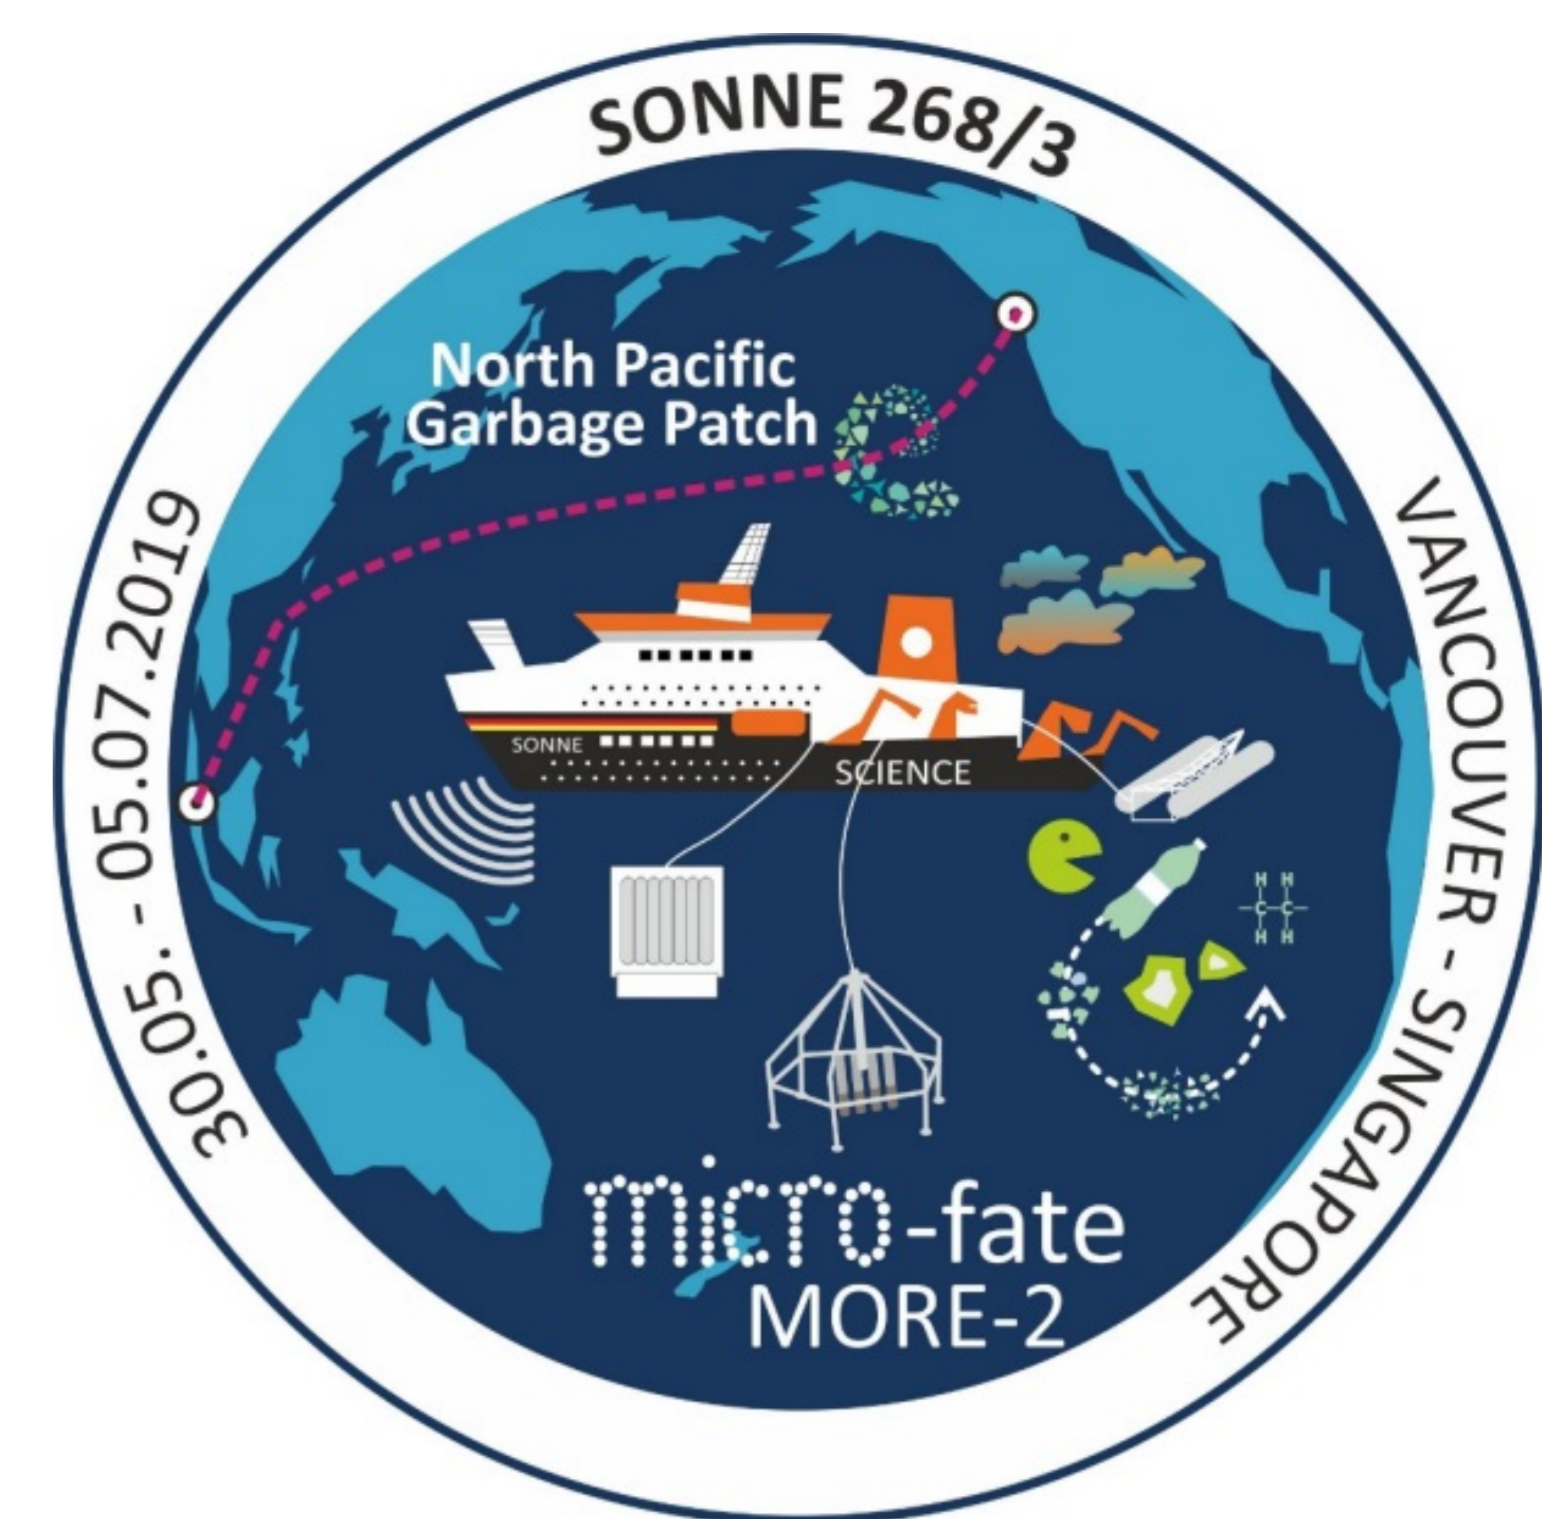 SONNE 268/3
30.05. - 05.07.2019
VANCOUVER - SINGAPORE
North Pacific
Garbage Patch
SONNE
SCIENCE
H H
C C
H H
micro-fate
MORE-2